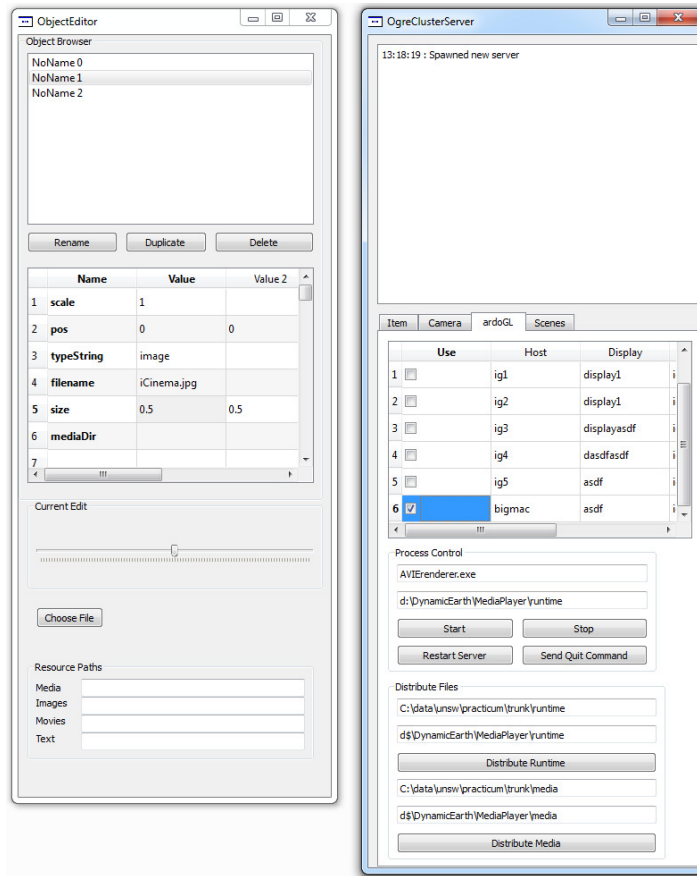 ObjectEditor
Object Browser
NoName 0
NoName 1
NoName 2
Rename Duplicate Delete
Name Value Value 2
1 scale 1
2 pos 0 0
3 typeString image
4 filename iCinema.jpg
5 size 0.5 0.5
6 mediaDir
7
Current Edit
Choose File
Resource Paths
Media
Images
Movies
Text
OgreClusterServer
13:18:19 : Spawned new server
Item Camera ardoGL Scenes
Use Host Display
1 ig1 display1 i
2 ig2 display1 i
3 ig3 displayasdf i
4 ig4 dasdfasdf i
5 ig5 asdf i
6 bigmac asdf i
Process Control
AVIErenderer.exe
d:\DynamicEarth\MediaPlayer\runtime
Start Stop
Restart Server Send Quit Command
Distribute Files
C:\data\unsw\practicum\trunk\runtime
d$\DynamicEarth\MediaPlayer\runtime
Distribute Runtime
C:\data\unsw\practicum\trunk\media
d$\DynamicEarth\MediaPlayer\media
Distribute Media